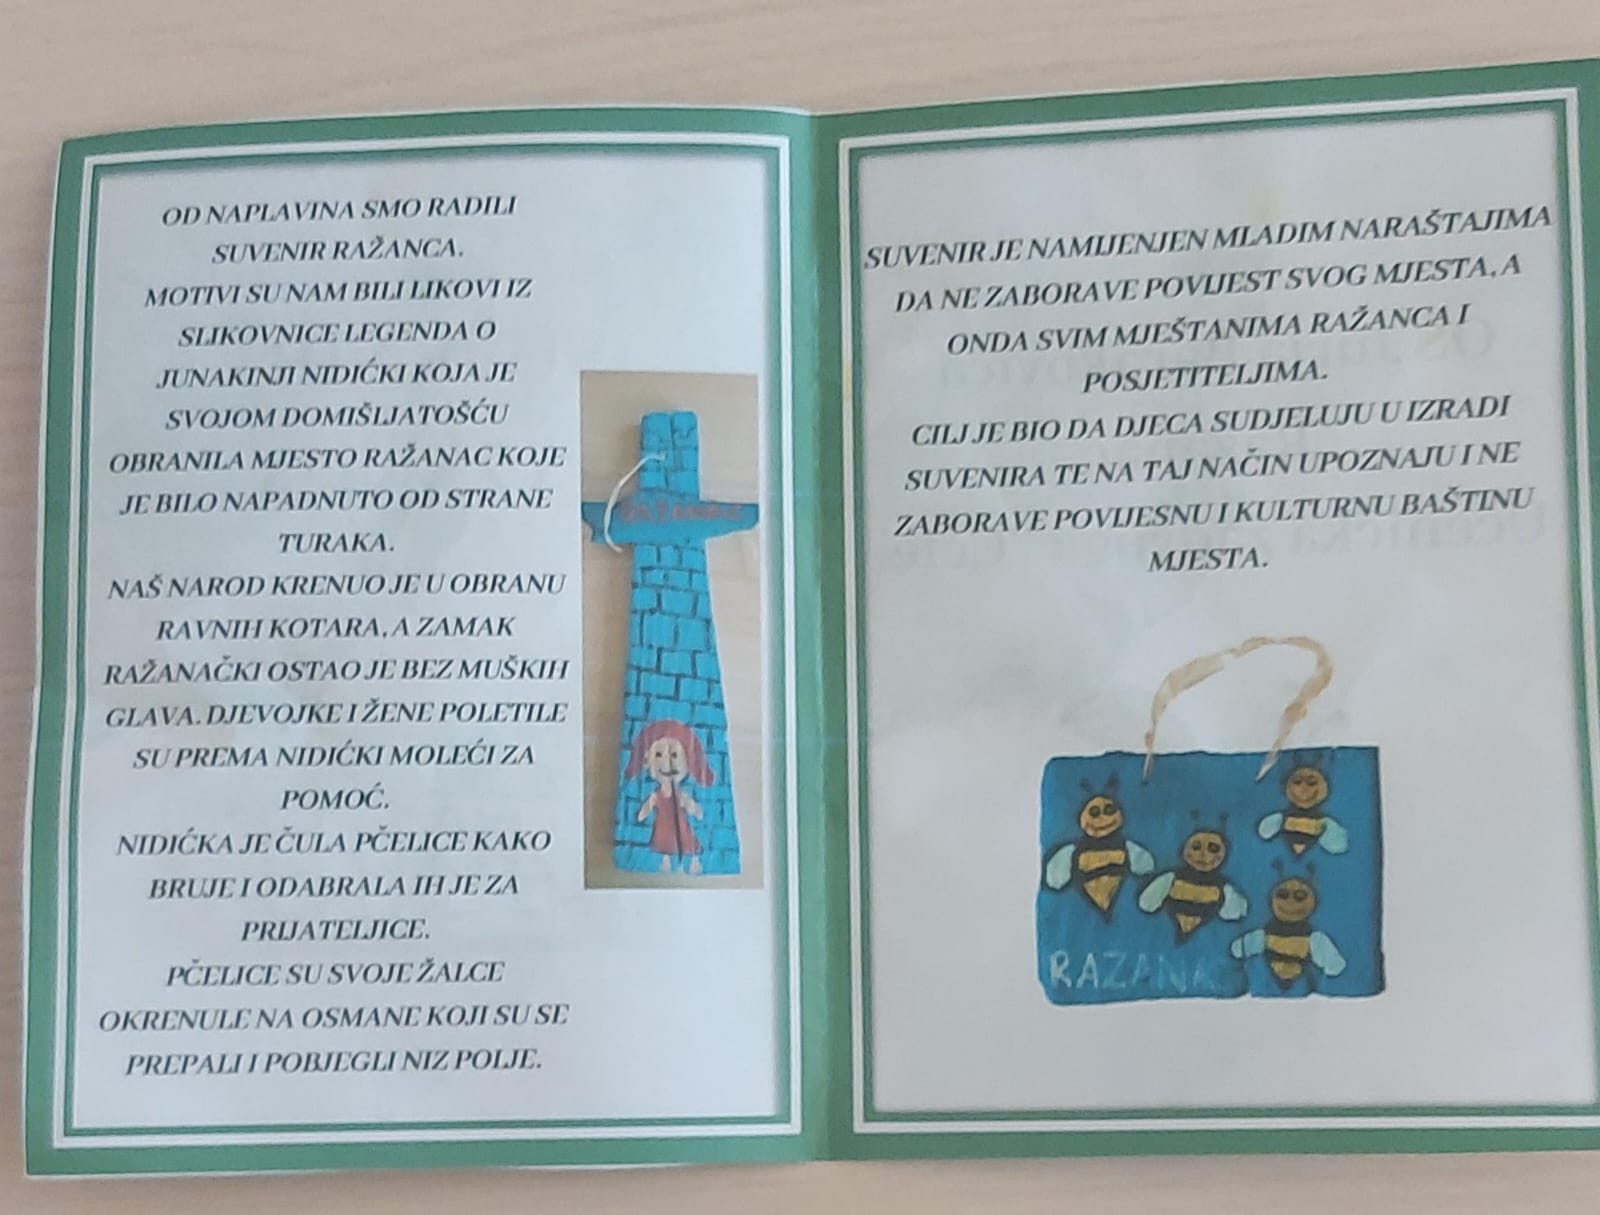 OD NAPLAVINA SMO RADILI
SUVENIR RAŽANCA.
MOTIVI SU NAM BILI LIKOVI IZ
SLIKOVNICE LEGENDA O
JUNAKINJI NIDIĆKI KOJA JE
SVOJOM DOMIŠLJATOŠĆU
OBRANILA MJESTO RAŽANAC KOJE
JE BILO NAPADNUTO OD STRANE
TURAKA.
NAŠ NAROD KRENUO JE U OBRANU
RAVNIH KOTARA, A ZAMAK
RAŽANAČKI OSTAO JE BEZ MUŠKIH
GLAVA. DJEVOJKE I ŽENE POLETILE
SU PREMA NIDIĆKI MOLEĆI ZA
POMOĆ.
NIDIĆKA JE ČULA PČELICE KAKO
BRUJE I ODABRALA IH JE ZA
PRIJATELJICE.
PČELICE SU SVOJE ŽALCE
OKRENULE NA OSMANE KOJI SU SE
PREPALI I POBJEGLI NIZ POLJE.
SUVENIR JE NAMIJENJEN MLADIM NARAŠTAJIMA
DA NE ZABORAVE POVIJEST SVOG MJESTA, A
ONDA SVIM MJEŠTANIMA RAŽANCA I
POSJETITELJIMA.
CILJ JE BIO DA DJECA SUDJELUJU U IZRADI
SUVENIRA TE NA TAJ NAČIN UPOZNAJU I NE
ZABORAVE POVIJESNU I KULTURNU BAŠTINU
MJESTA.